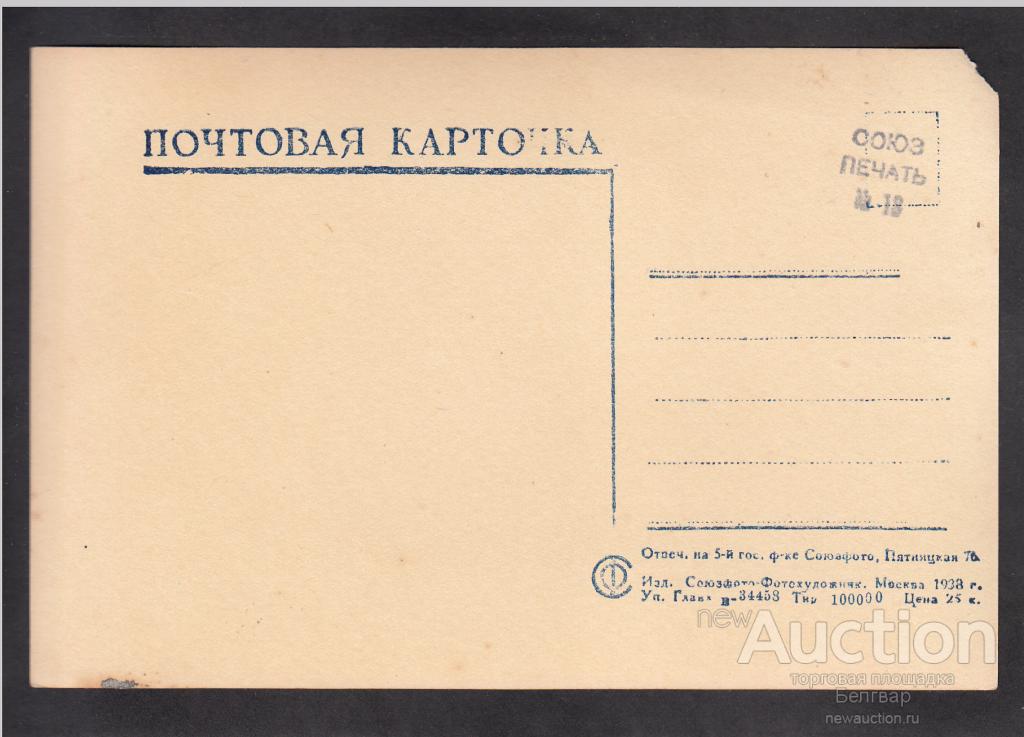 ПОЧТОВАЯ КАРТОЧКА
СОЮЗ
ПЕЧАТЬ
Отпеч. на 5-й гос. ф-ке Союзфото, Пятницкая 76
Изд. Союзфото-Фотохудожник. Москва 1938 г.
Уп. Главл в-34458 Тир 100000 Цена 25 к.
newAuction
торговая площадка
Белгвар
newauction.ru